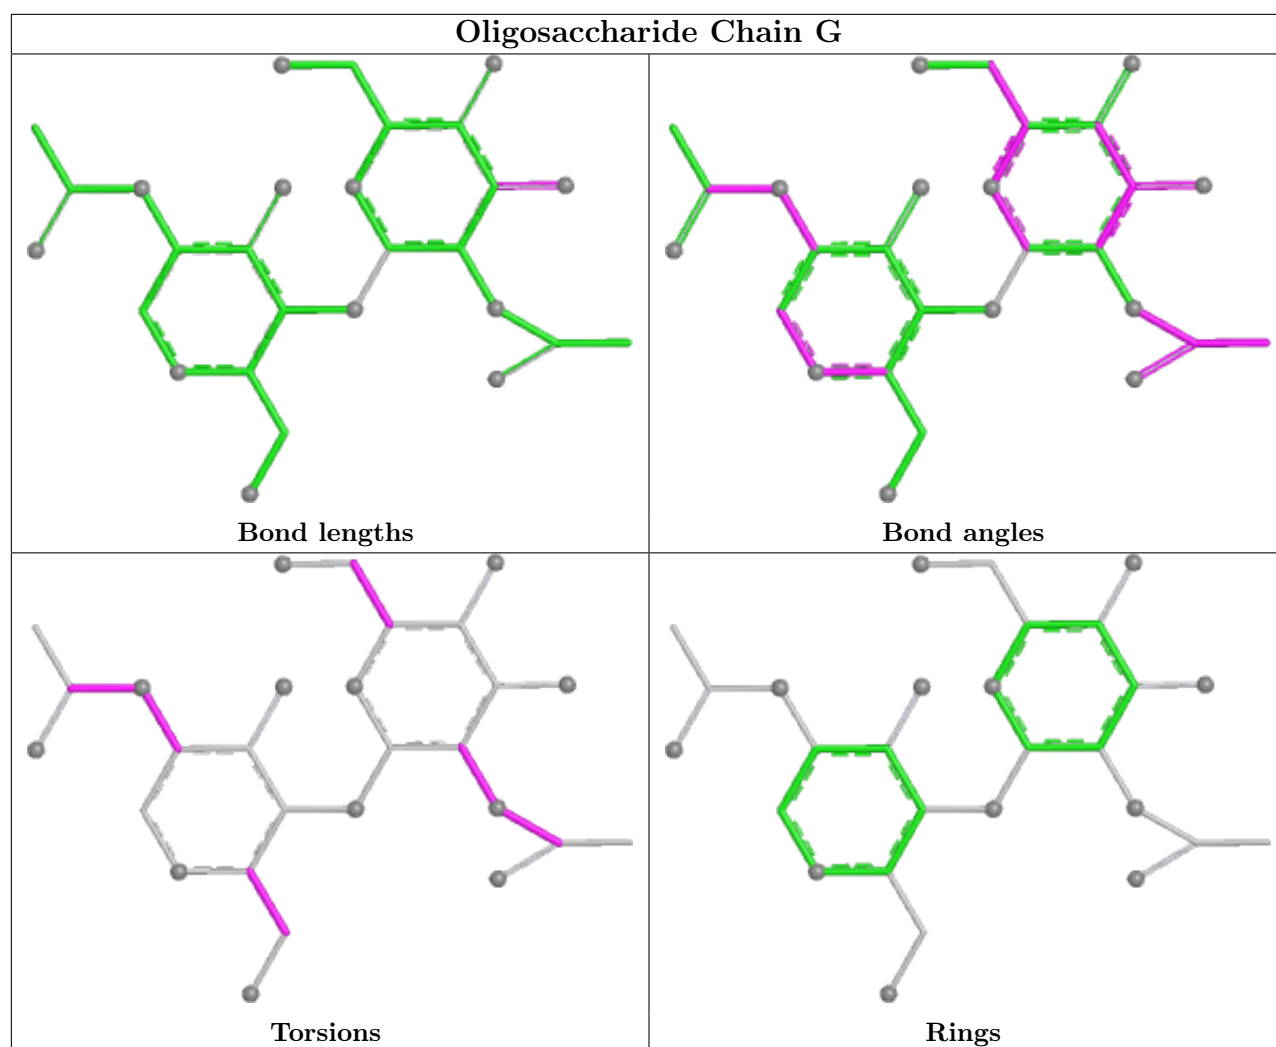 Oligosaccharide Chain G
Bond lengths
Bond angles
Torsions
Rings